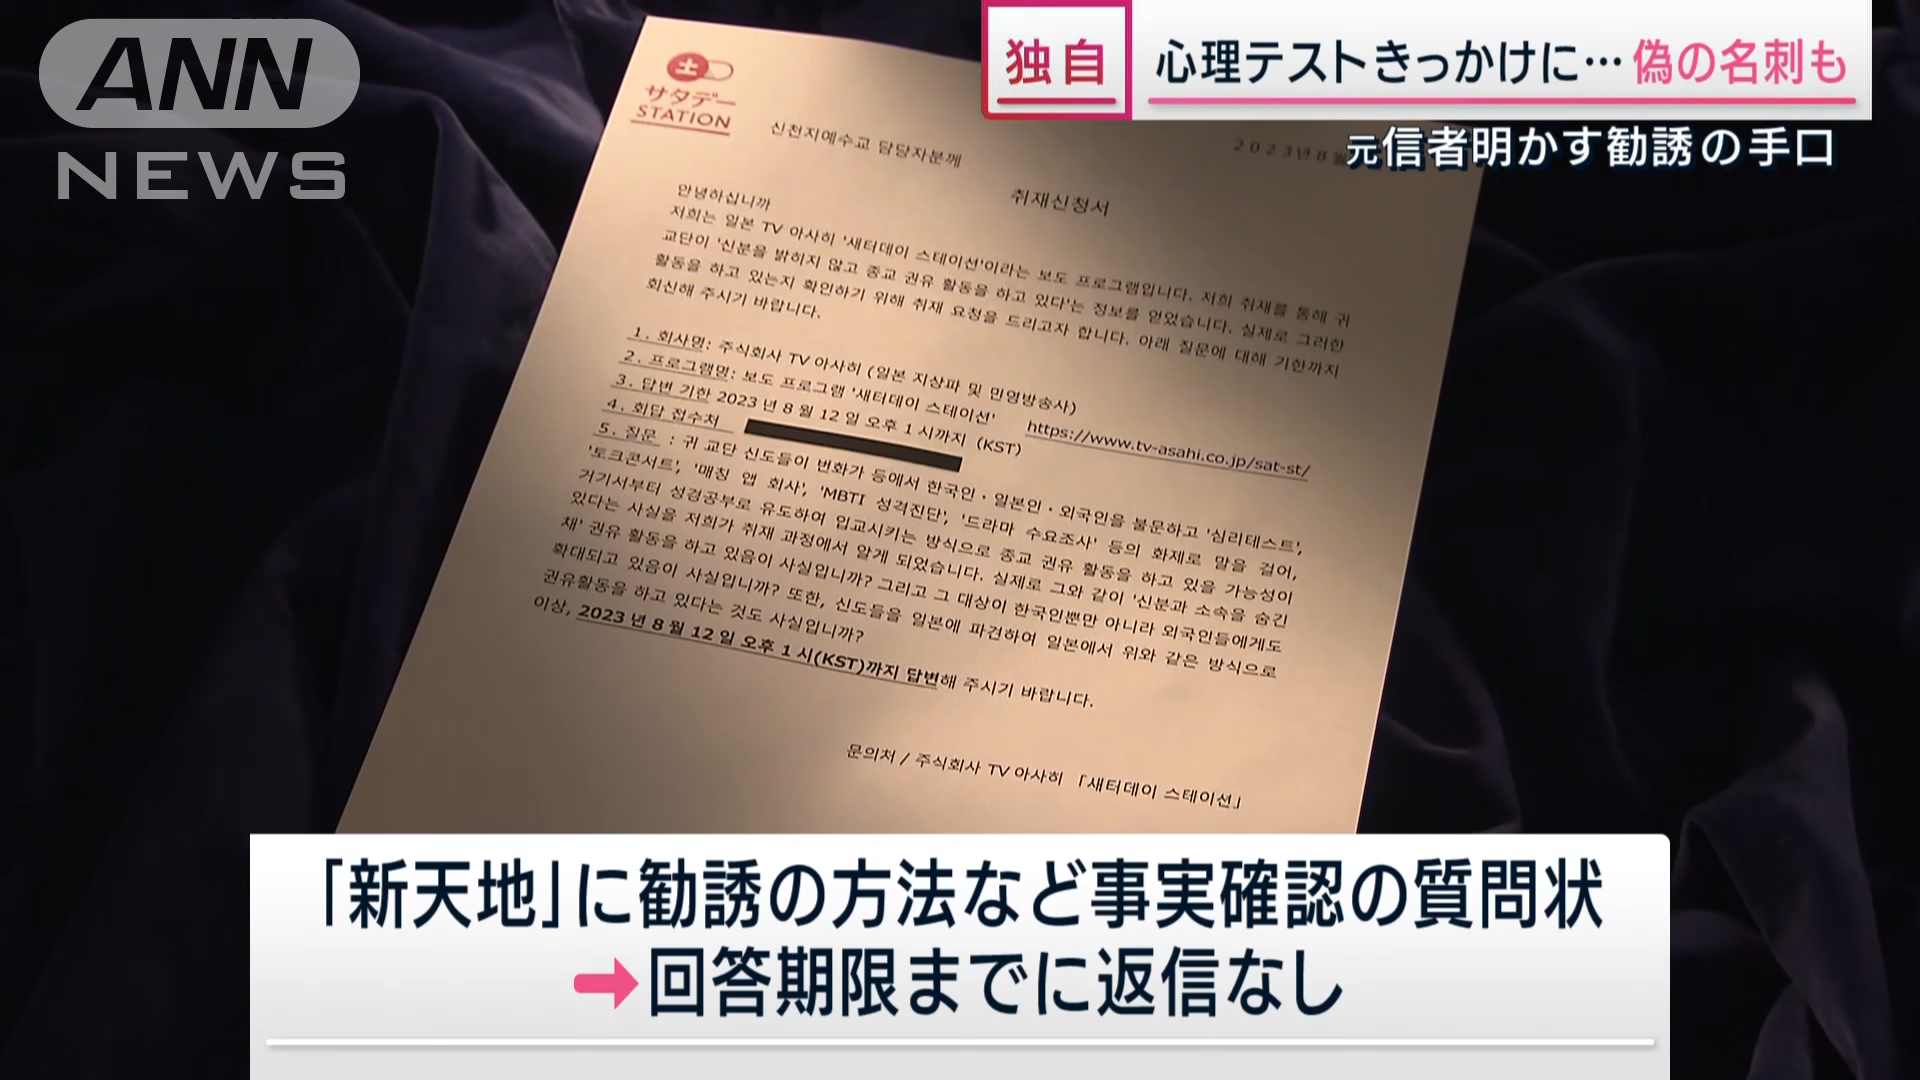 ANN
NEWS
独自
心理テストきっかけに…偽の名刺も
元信者明かす勧誘の手口
土
サタデー
STATION
신천지예수교 담당자분께
2023년 8월
취재신청서
안녕하십니까
저희는 일본 TV 아사히 '새터데이 스테이션'이라는 보도 프로그램입니다. 저희 취재를 통해 귀
교단이 '신분을 밝히지 않고 종교 권유 활동을 하고 있다'는 정보를 얻었습니다. 실제로 그러한
활동을 하고 있는지 확인하기 위해 취재 요청을 드리고자 합니다. 아래 질문에 대해 기한까지
회신해 주시기 바랍니다.
1. 회사명: 주식회사 TV 아사히 (일본 지상파 및 민영방송사)
2. 프로그램명: 보도 프로그램 '새터데이 스테이션' https://www.tv-asahi.co.jp/sat-st/
3. 답변 기한 2023 년 8 월 12 일 오후 1 시까지 (KST)
4. 회답 접수처
5. 질문 : 귀 교단 신도들이 번화가 등에서 한국인・일본인・외국인을 불문하고 '심리테스트',
'토크콘서트', '매칭 앱 회사', 'MBTI 성격진단', '드라마 수요조사' 등의 화제로 말을 걸어,
거기서부터 성경공부로 유도하여 입교시키는 방식으로 종교 권유 활동을 하고 있을 가능성이
있다는 사실을 저희가 취재 과정에서 알게 되었습니다. 실제로 그와 같이 '신분과 소속을 숨긴
채' 권유 활동을 하고 있음이 사실입니까? 그리고 그 대상이 한국인뿐만 아니라 외국인들에게도
확대되고 있음이 사실입니까? 또한, 신도들을 일본에 파견하여 일본에서 위와 같은 방식으로
권유활동을 하고 있다는 것도 사실입니까?
이상, 2023 년 8 월 12 일 오후 1 시(KST)까지 답변해 주시기 바랍니다.
문의처 / 주식회사 TV 아사히 「새터데이 스테이션」
「新天地」に勧誘の方法など事実確認の質問状
➡回答期限までに返信なし